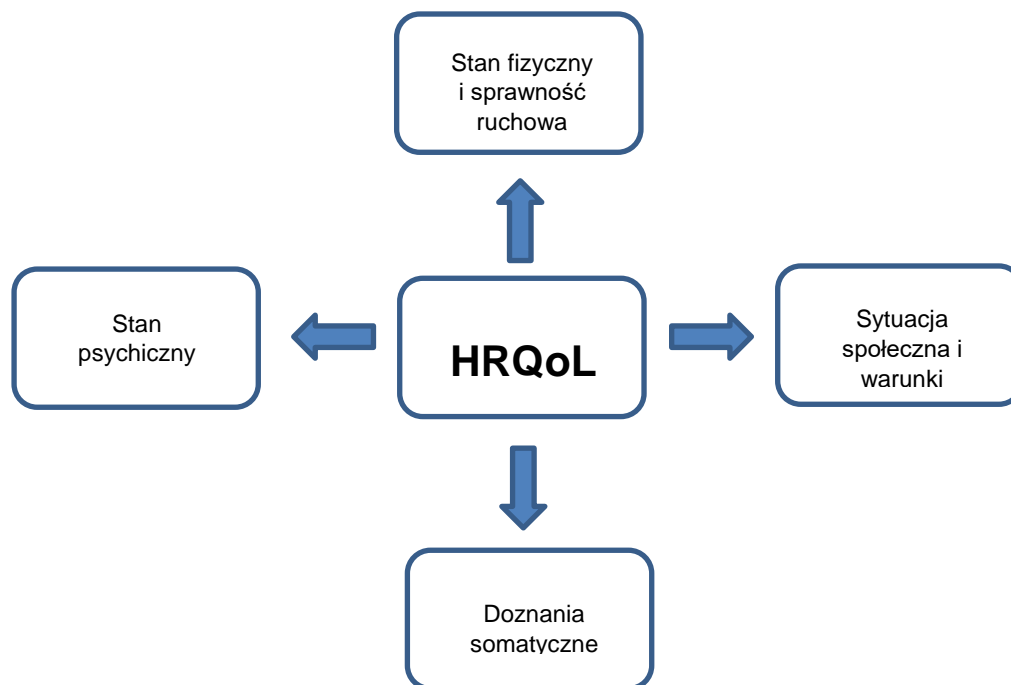 Stan fizyczny
i sprawność
ruchowa
Stan
psychiczny
HRQoL
Sytuacja
społeczna i
warunki
Doznania
somatyczne